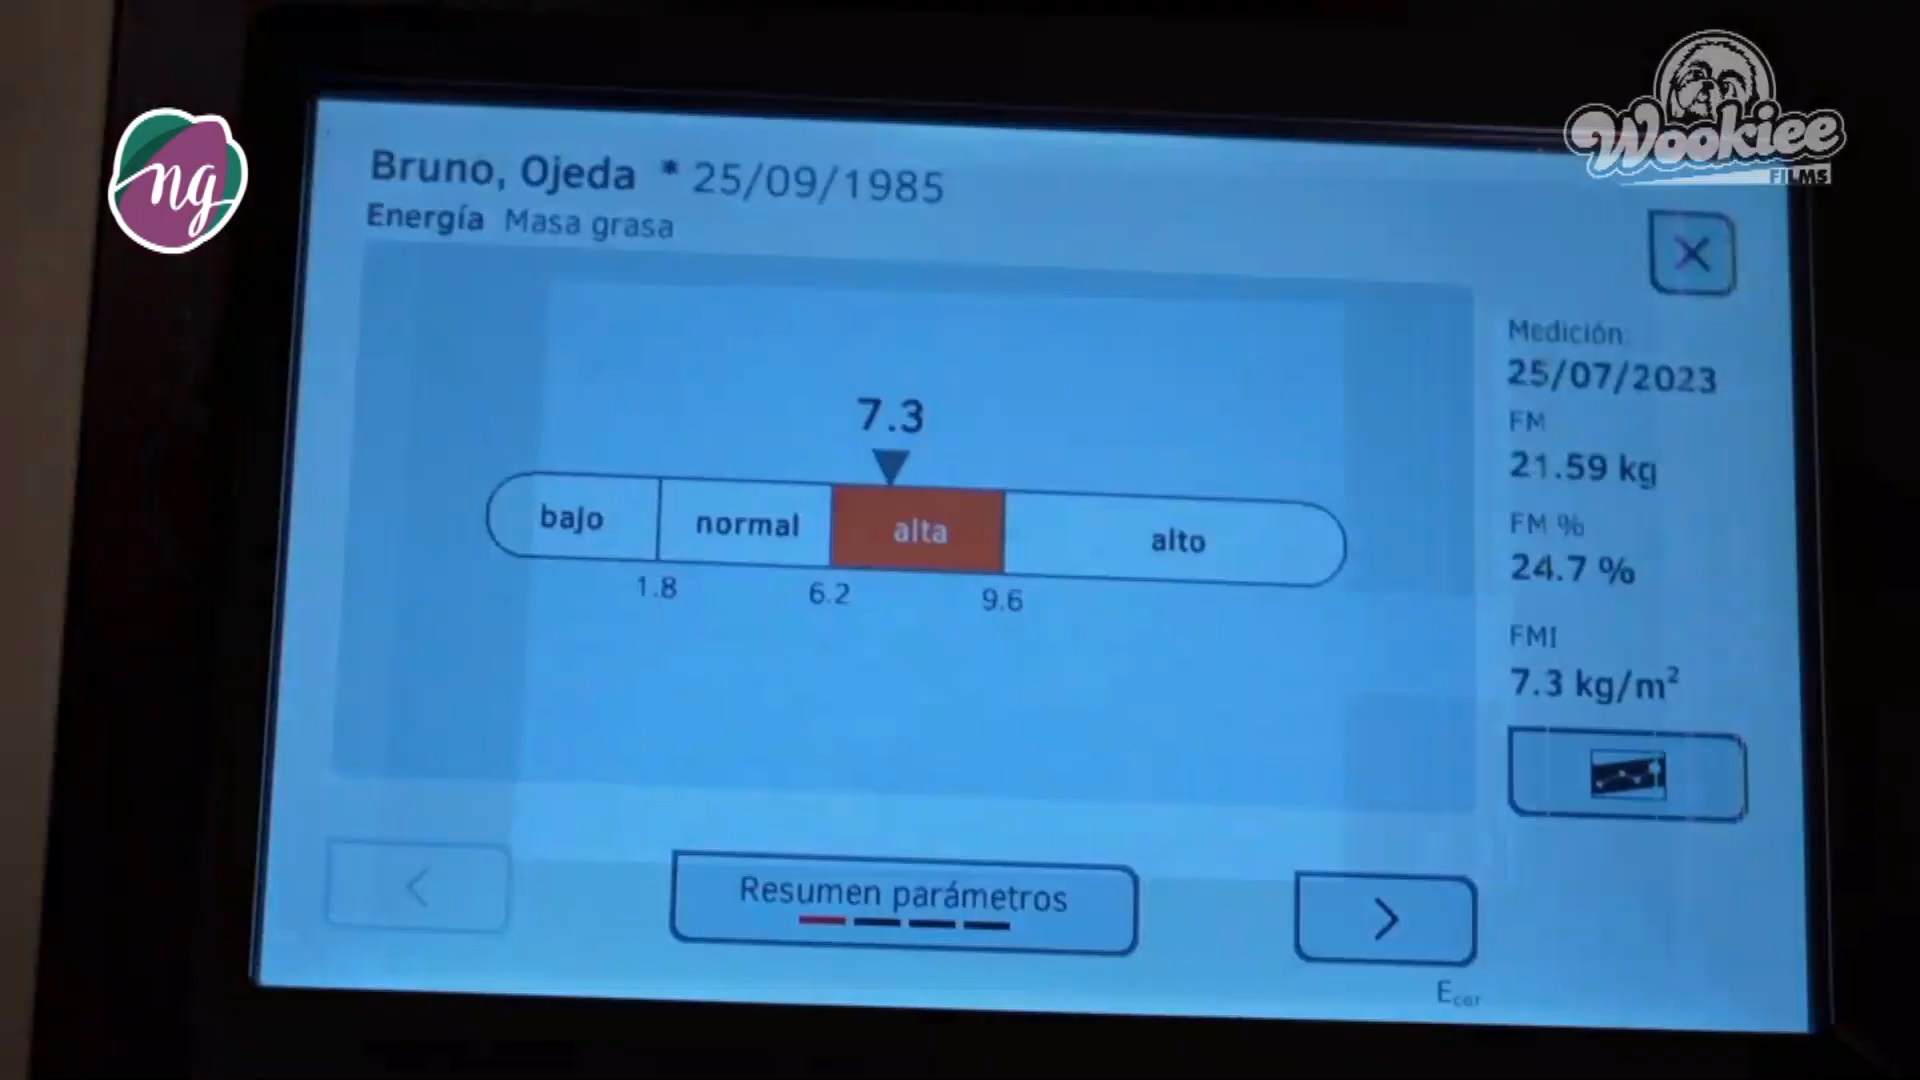 ng
Wookiee
FILMS
Bruno, Ojeda * 25/09/1985
Energía Masa grasa
X
Medición:
25/07/2023
FM
21.59 kg
FM %
24.7 %
FMI
7.3 kg/m²
7.3
bajo normal alta alto
1.8 6.2 9.6
< Resumen parámetros >
Ecar